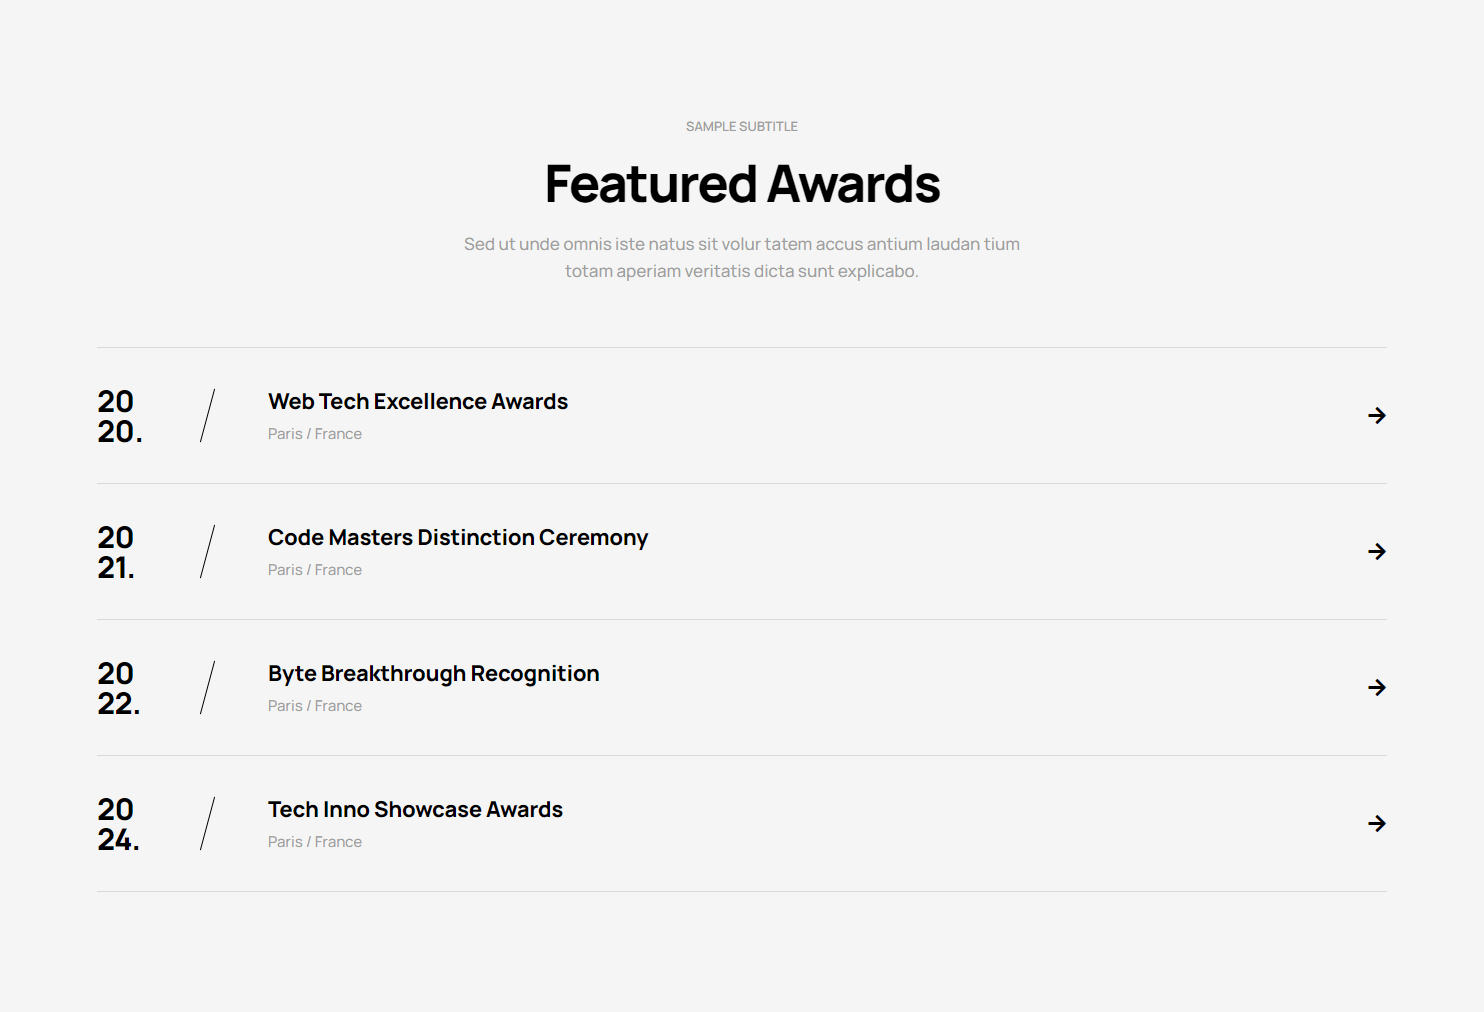 SAMPLE SUBTITLE
Featured Awards
Sed ut unde omnis iste natus sit volur tatem accus antium laudan tium
totam aperiam veritatis dicta sunt explicabo.
20
20.
Web Tech Excellence Awards
Paris / France
20
21.
Code Masters Distinction Ceremony
Paris / France
20
22.
Byte Breakthrough Recognition
Paris / France
20
24.
Tech Inno Showcase Awards
Paris / France